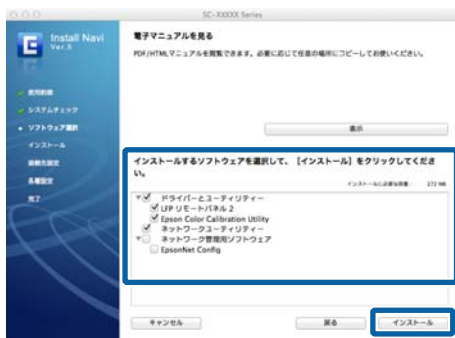 SC-XXXXX Series
Install Navi
Ver.A
使用許諾
システムチェック
ソフトウェア選択
インストール
接続先設定
各種設定
完了
電子マニュアルを見る
PDF/HTMLマニュアルを閲覧できます。必要に応じて任意の場所にコピーしてお使いください。
表示
インストールするソフトウェアを選択して、[インストール] をクリックしてくださ
い。
インストールに必要な容量: 272 MB
ドライバーとユーティリティー
LFP リモートパネル 2
Epson Color Calibration Utility
ネットワークユーティリティー
ネットワーク管理用ソフトウェア
EpsonNet Config
キャンセル
戻る
インストール